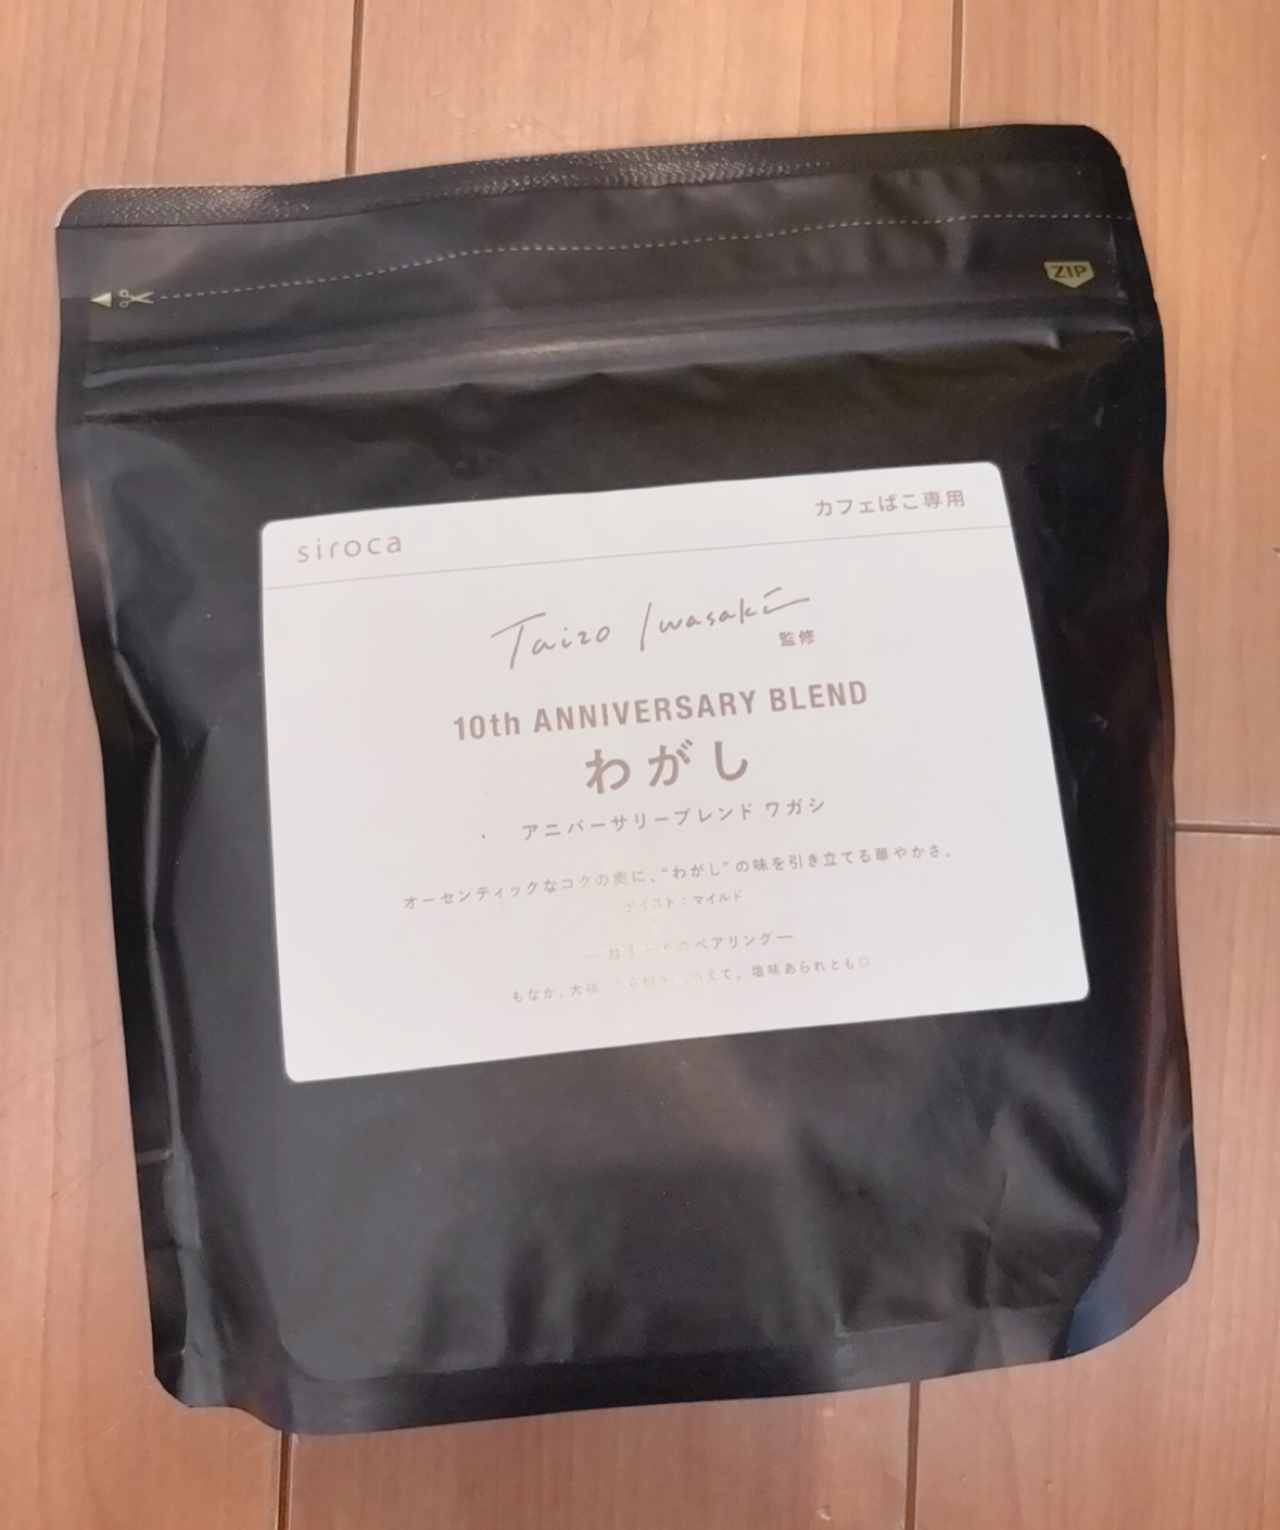 ZIP
siroca
カフェばこ専用
Taizo Iwasaki
監修
10th ANNIVERSARY BLEND
わがし
アニバーサリーブレンド ワガシ
オーセンティックなコクの奥に、“わがし”の味を引き立てる華やかさ。
テイスト：マイルド
ペアリング―
もなか、大福、 塩味あられとも◎